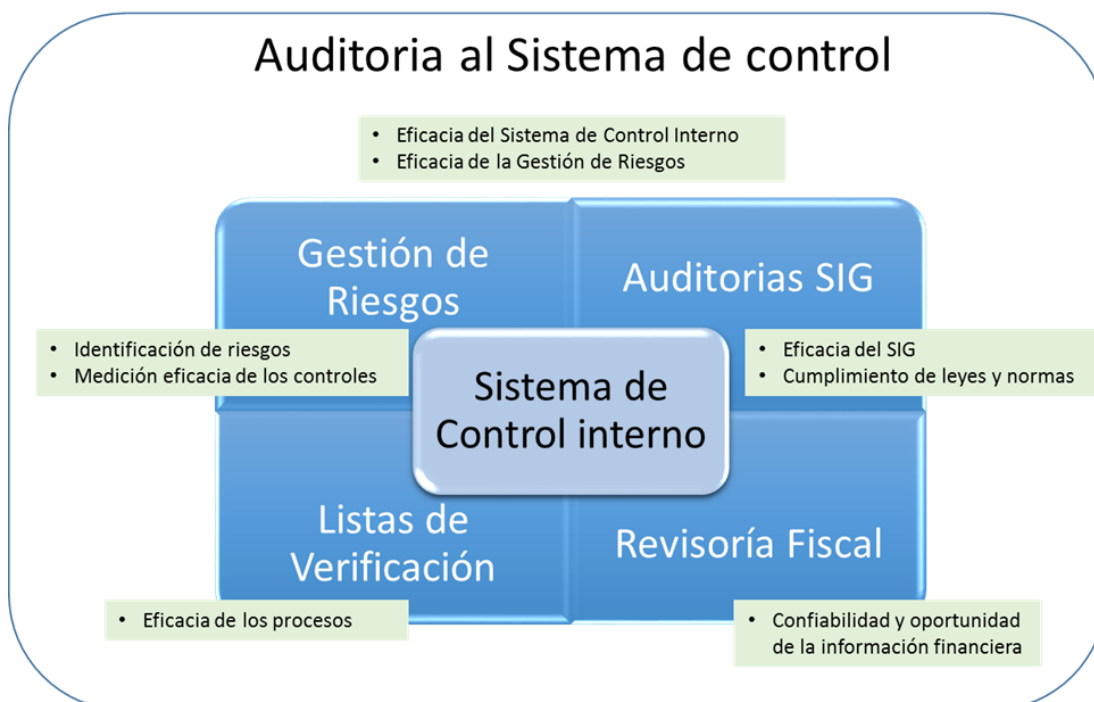 Auditoria al Sistema de control
• Eficacia del Sistema de Control Interno
• Eficacia de la Gestión de Riesgos
Gestión de
Riesgos
Auditorias SIG
• Identificación de riesgos
• Medición eficacia de los controles
• Eficacia del SIG
• Cumplimiento de leyes y normas
Sistema de
Control interno
Listas de
Verificación
Revisoría Fiscal
• Eficacia de los procesos
• Confiabilidad y oportunidad
de la información financiera